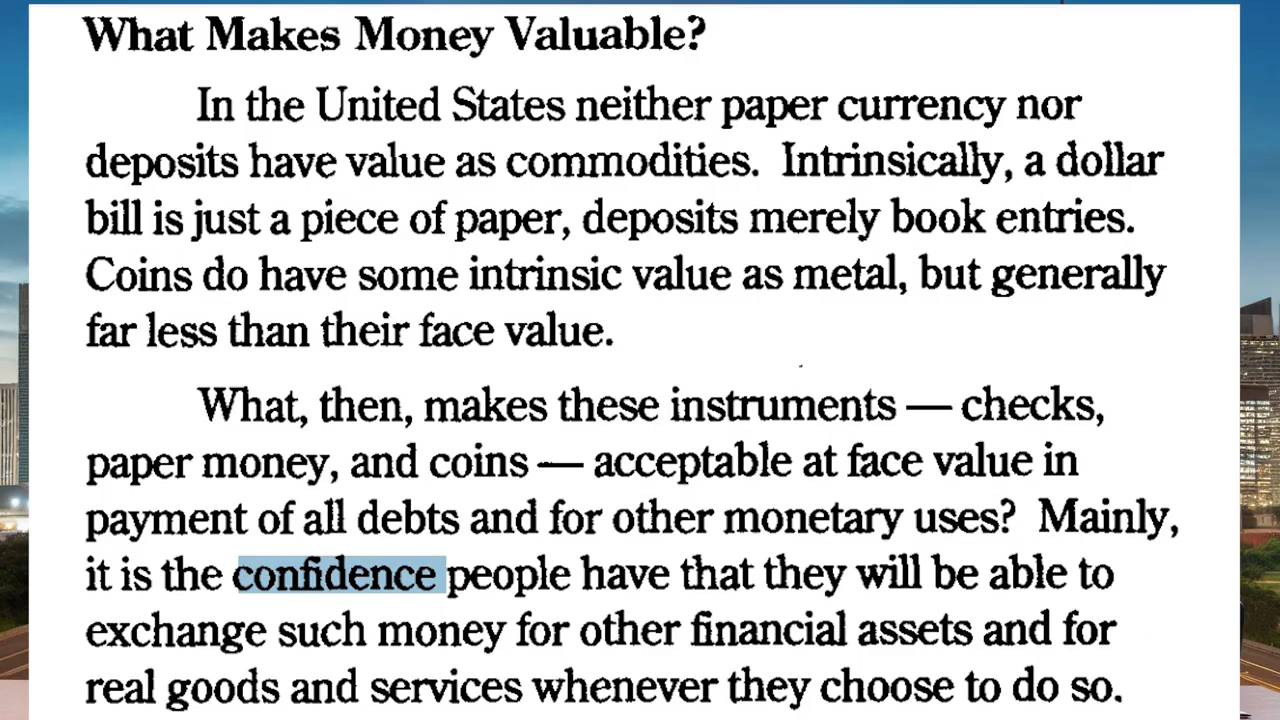 What Makes Money Valuable?
In the United States neither paper currency nor
deposits have value as commodities. Intrinsically, a dollar
bill is just a piece of paper, deposits merely book entries.
Coins do have some intrinsic value as metal, but generally
far less than their face value.
What, then, makes these instruments — checks,
paper money, and coins — acceptable at face value in
payment of all debts and for other monetary uses? Mainly,
it is the confidence people have that they will be able to
exchange such money for other financial assets and for
real goods and services whenever they choose to do so.